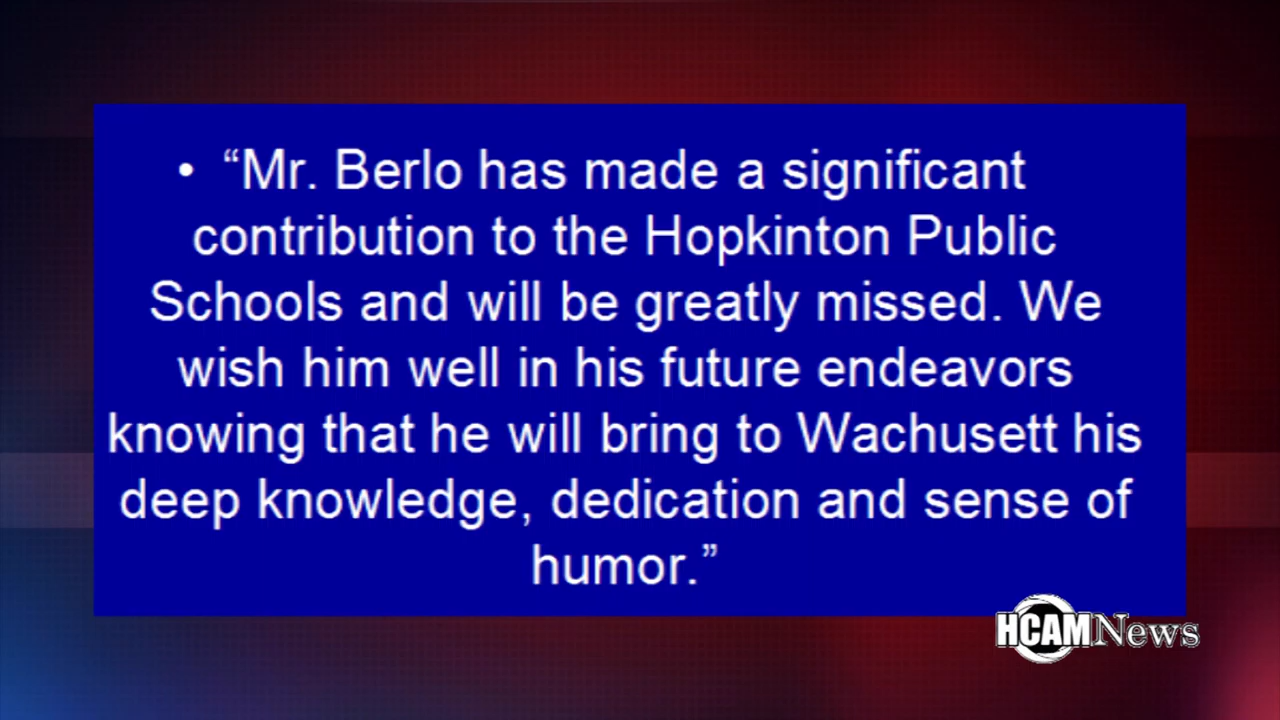 • “Mr. Berlo has made a significant
contribution to the Hopkinton Public
Schools and will be greatly missed. We
wish him well in his future endeavors
knowing that he will bring to Wachusett his
deep knowledge, dedication and sense of
humor.”
HCAM News